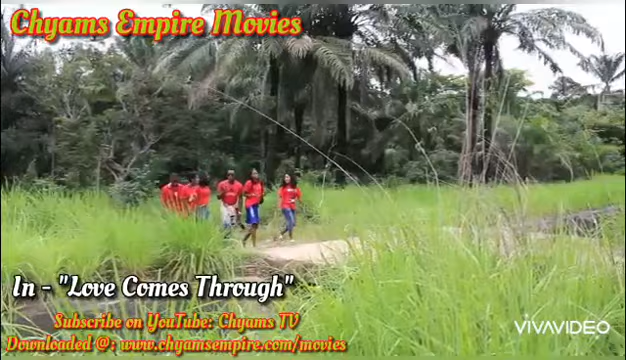 Chyams Empire Movies
In - "Love Comes Through"
Subscribe on YouTube: Chyams TV
Downloaded @: www.chyamsempire.com/movies
VIVAVIDEO